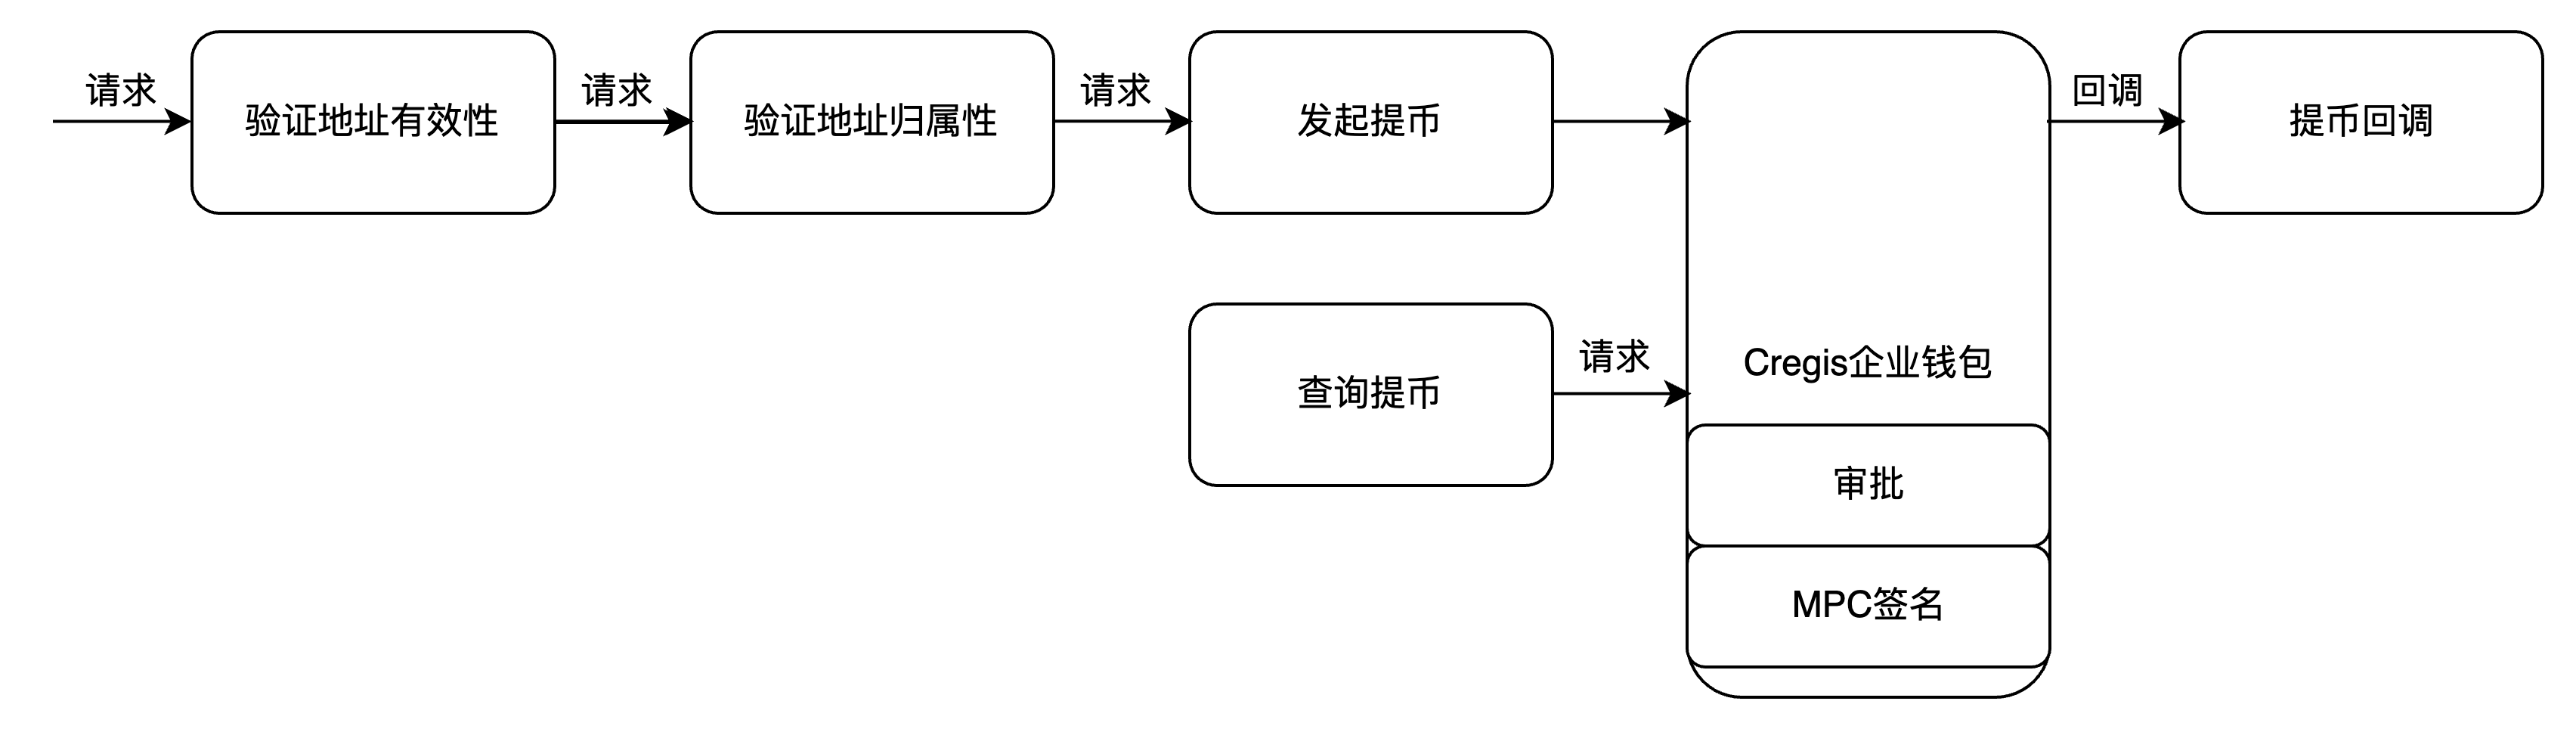 请求
验证地址有效性
请求
验证地址归属性
请求
发起提币
回调
提币回调
查询提币
请求
Cregis企业钱包
审批
MPC签名